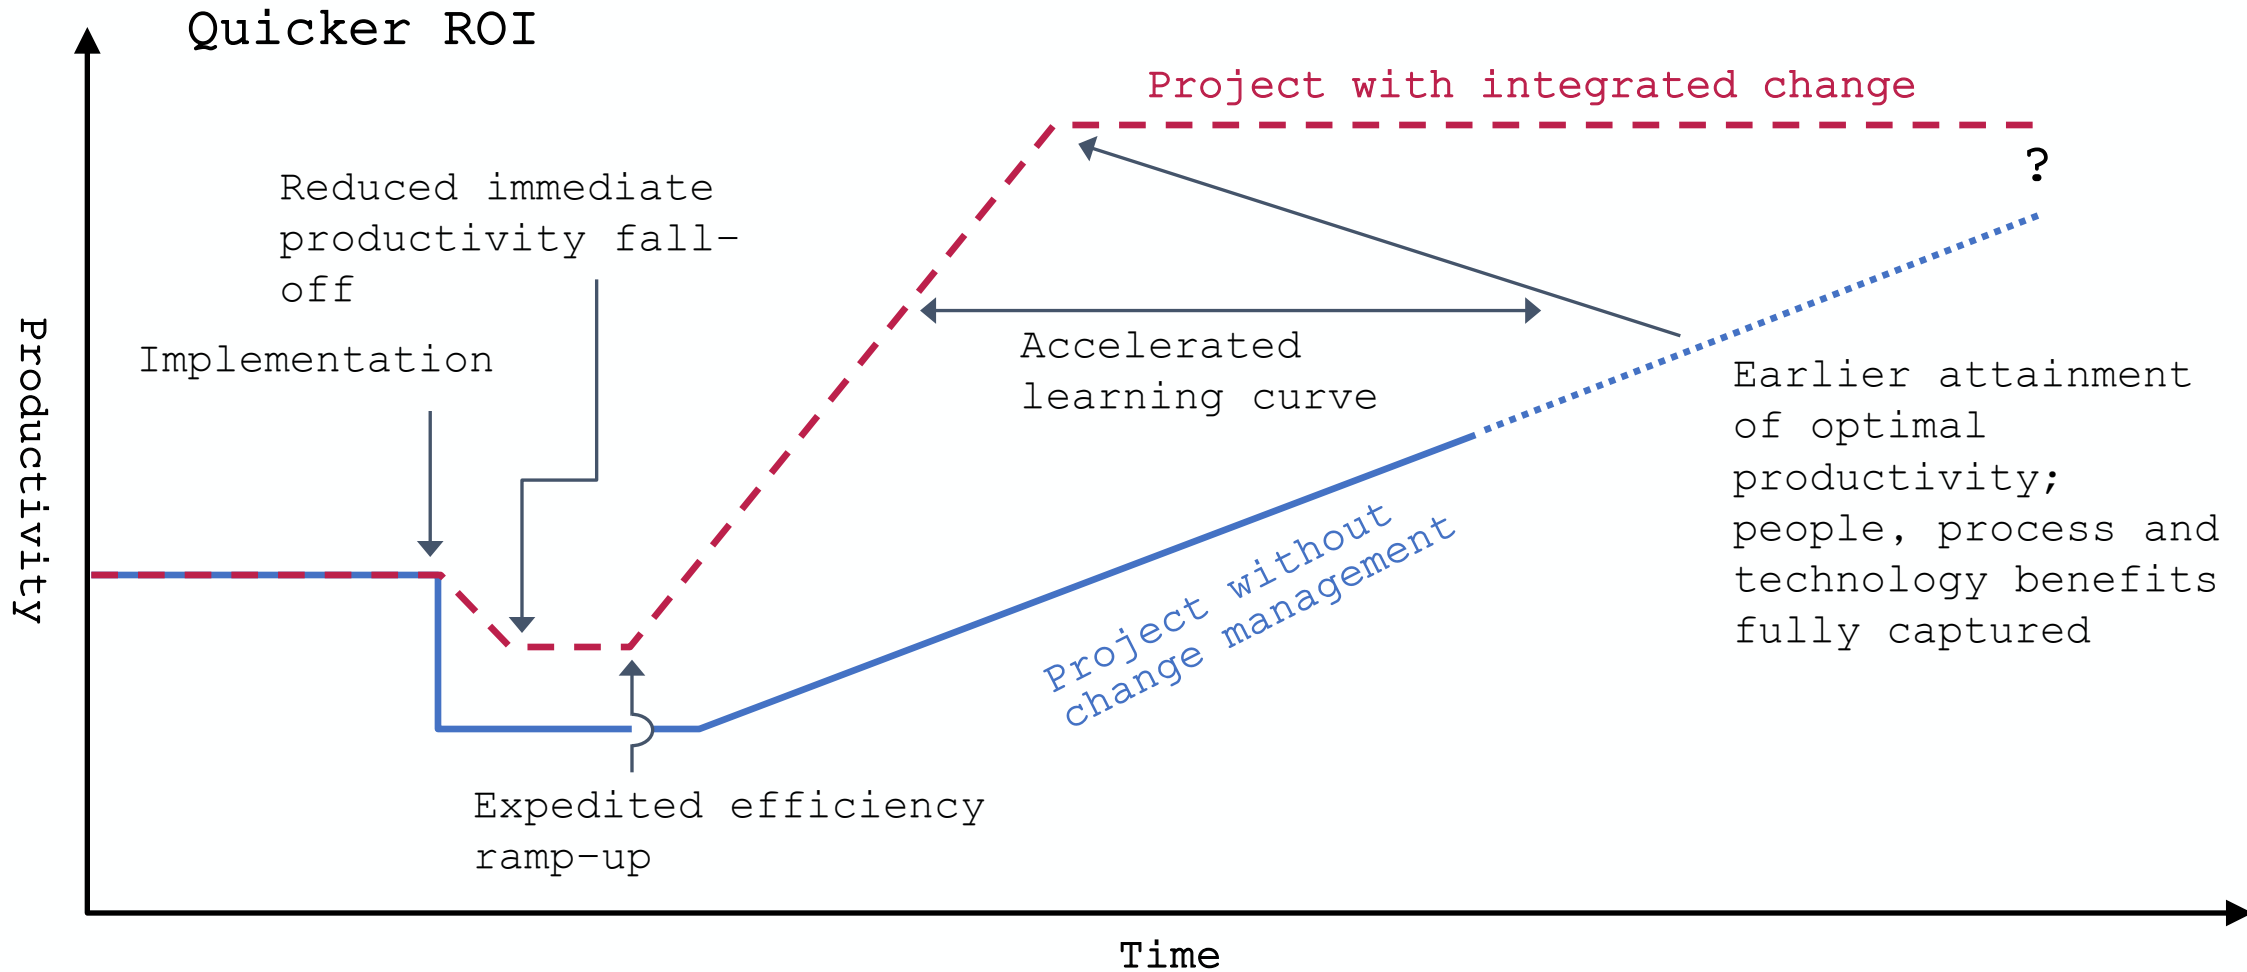 Quicker ROI
Project with integrated change
?
Reduced immediate
productivity fall-
off
Implementation
Accelerated
learning curve
Earlier attainment
of optimal
productivity;
people, process and
technology benefits
fully captured
Project without
change management
Expedited efficiency
ramp-up
Productivity
Time